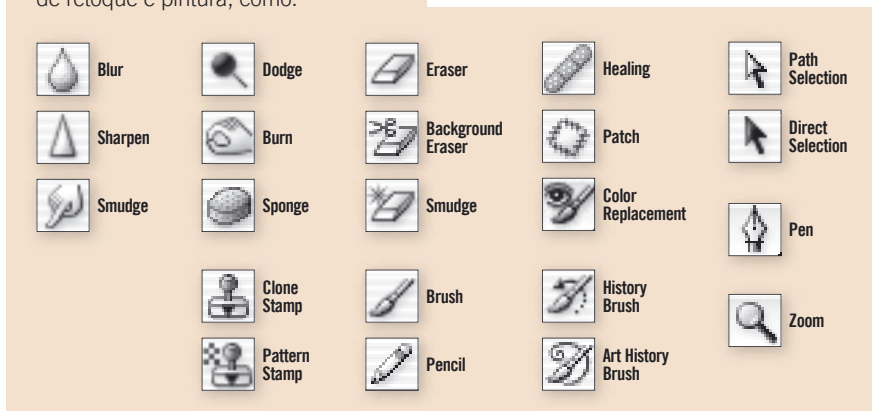 de retoque e pintura, como:
Blur
Dodge
Eraser
Healing
Path
Selection
Sharpen
Burn
Background
Eraser
Patch
Direct
Selection
Smudge
Sponge
Smudge
Color
Replacement
Pen
Clone
Stamp
Brush
History
Brush
Zoom
Pattern
Stamp
Pencil
Art History
Brush